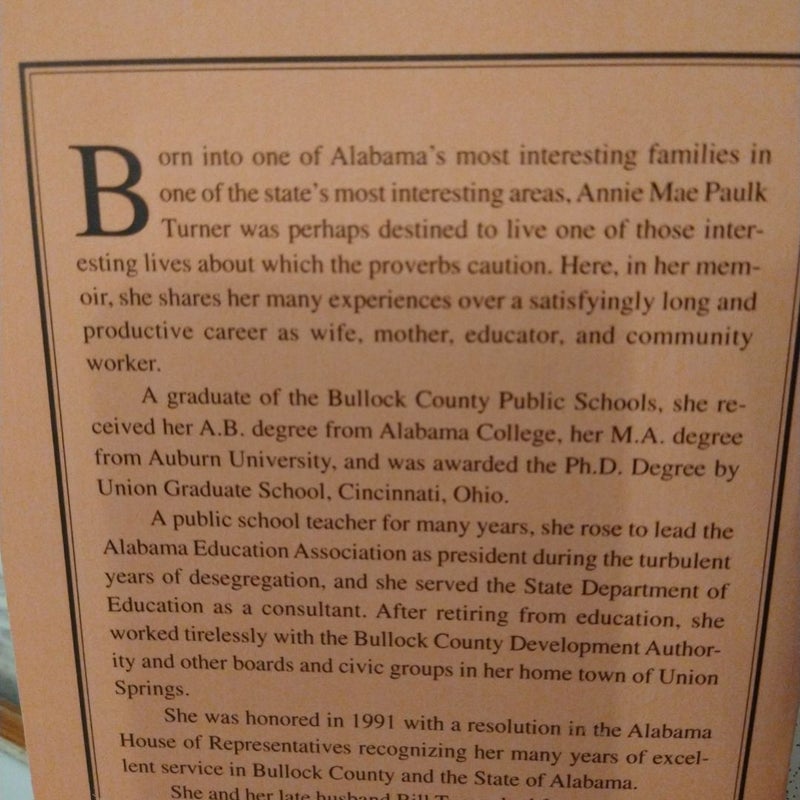 Born into one of Alabama's most interesting families in
one of the state's most interesting areas, Annie Mae Paulk
Turner was perhaps destined to live one of those inter-
esting lives about which the proverbs caution. Here, in her mem-
oir, she shares her many experiences over a satisfyingly long and
productive career as wife, mother, educator, and community
worker.
A graduate of the Bullock County Public Schools, she re-
ceived her A.B. degree from Alabama College, her M.A. degree
from Auburn University, and was awarded the Ph.D. Degree by
Union Graduate School, Cincinnati, Ohio.
A public school teacher for many years, she rose to lead the
Alabama Education Association as president during the turbulent
years of desegregation, and she served the State Department of
Education as a consultant. After retiring from education, she
worked tirelessly with the Bullock County Development Author-
ity and other boards and civic groups in her home town of Union
Springs.
She was honored in 1991 with a resolution in the Alabama
House of Representatives recognizing her many years of excel-
lent service in Bullock County and the State of Alabama.
She and her late husband Bill